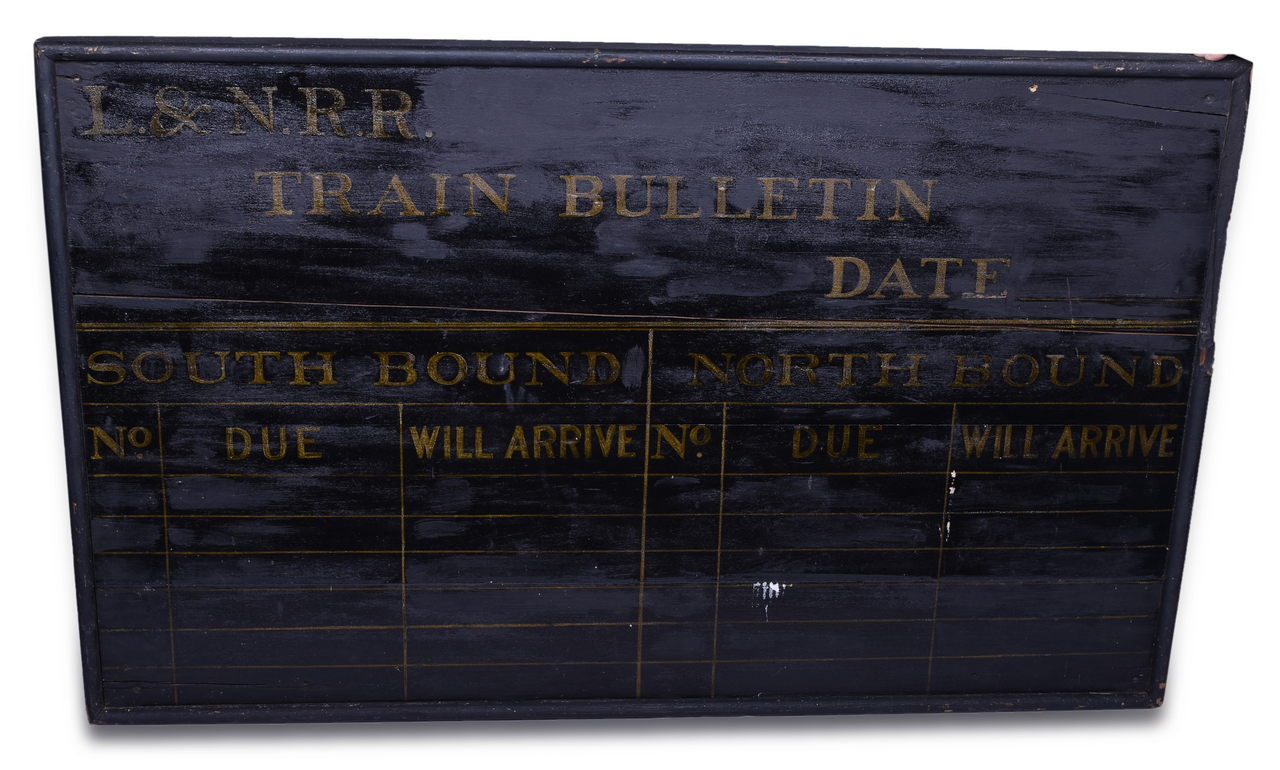 L. & N. R. R.
TRAIN BULLETIN
DATE
SOUTH BOUND NORTH BOUND
No. DUE WILL ARRIVE No. DUE WILL ARRIVE